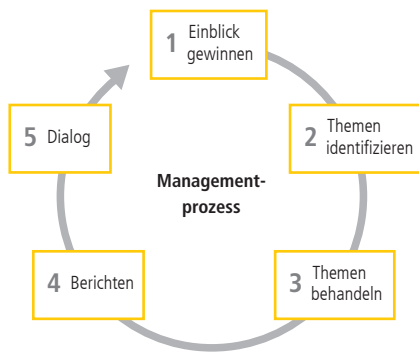 1 Einblick
gewinnen
2 Themen
identifizieren
3 Themen
behandeln
4 Berichten
5 Dialog
Management-
prozess